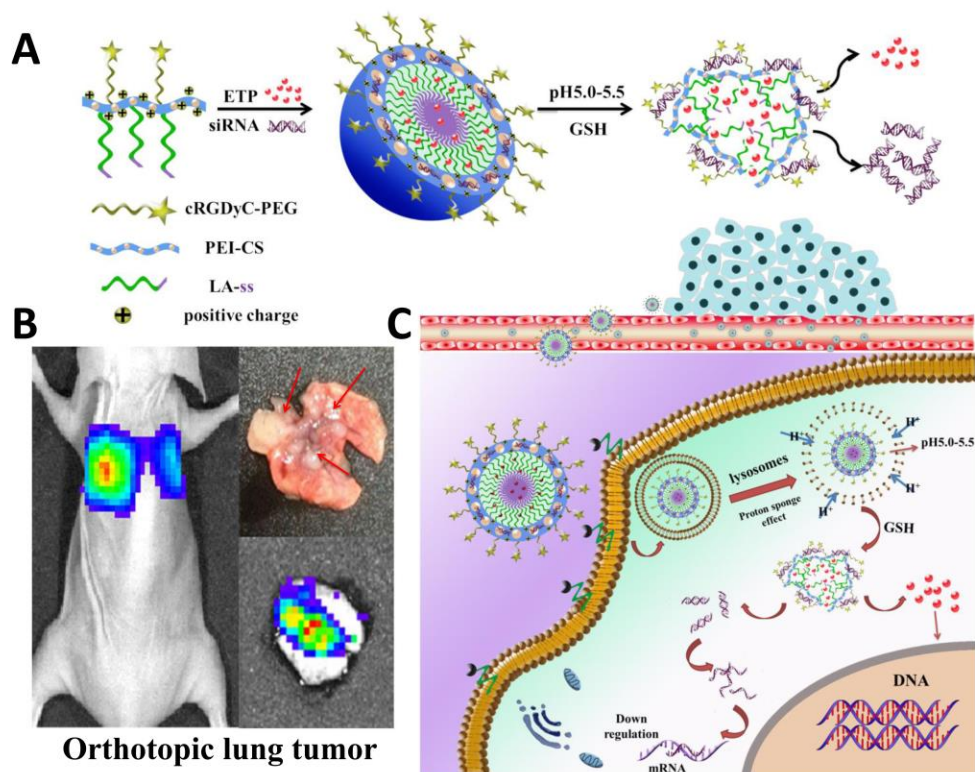 A
ETP
siRNA
pH5.0-5.5
GSH
cRGDyC-PEG
PEI-CS
LA-ss
positive charge
B
Orthotopic lung tumor
C
H+
H+
pH5.0-5.5
lysosomes
Proton sponge
effect
H+
H+
GSH
DNA
Down
regulation
mRNA